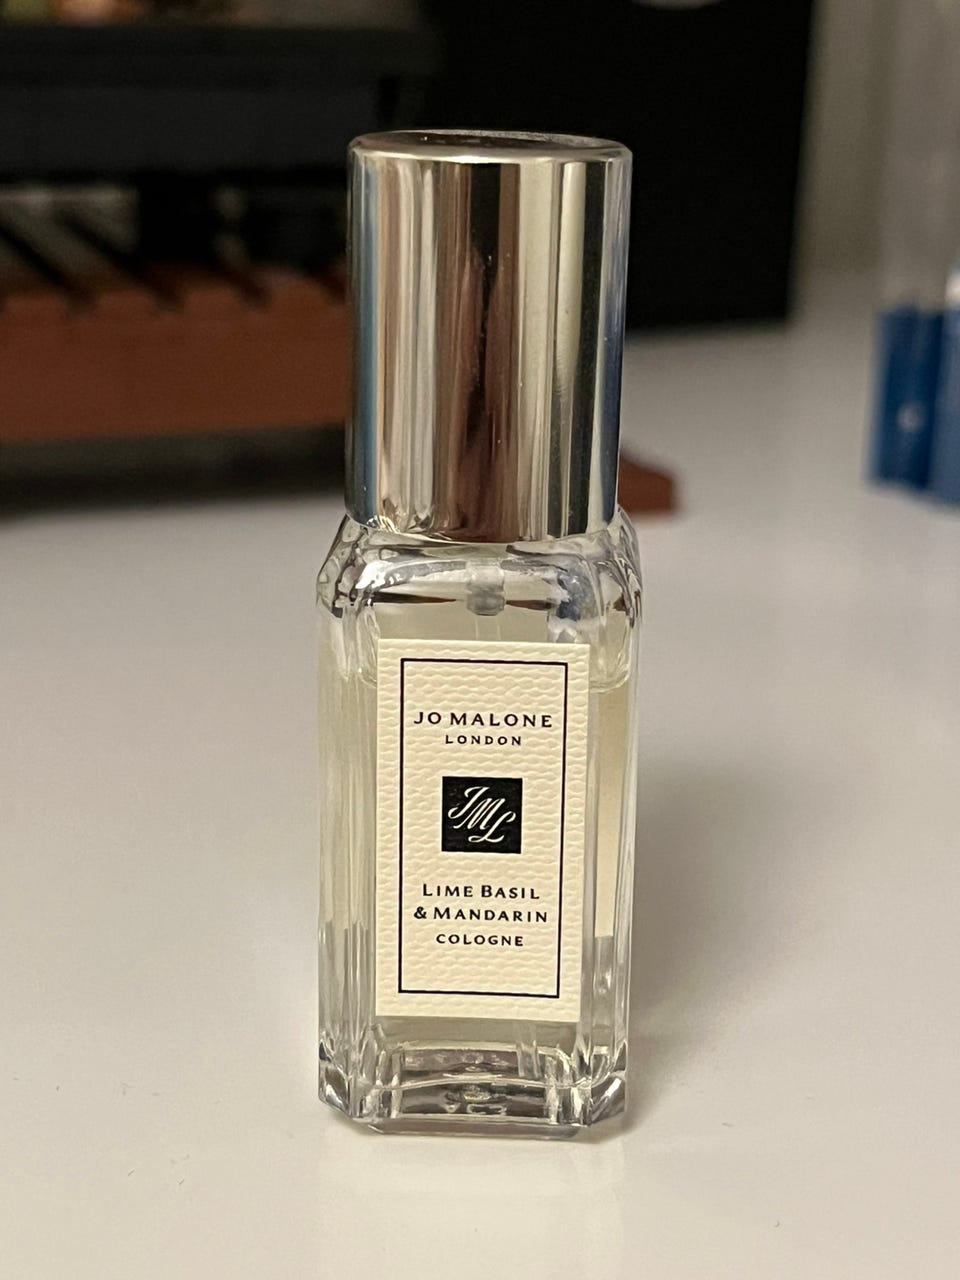 JO MALONE
LONDON
JML
LIME BASIL
& MANDARIN
COLOGNE